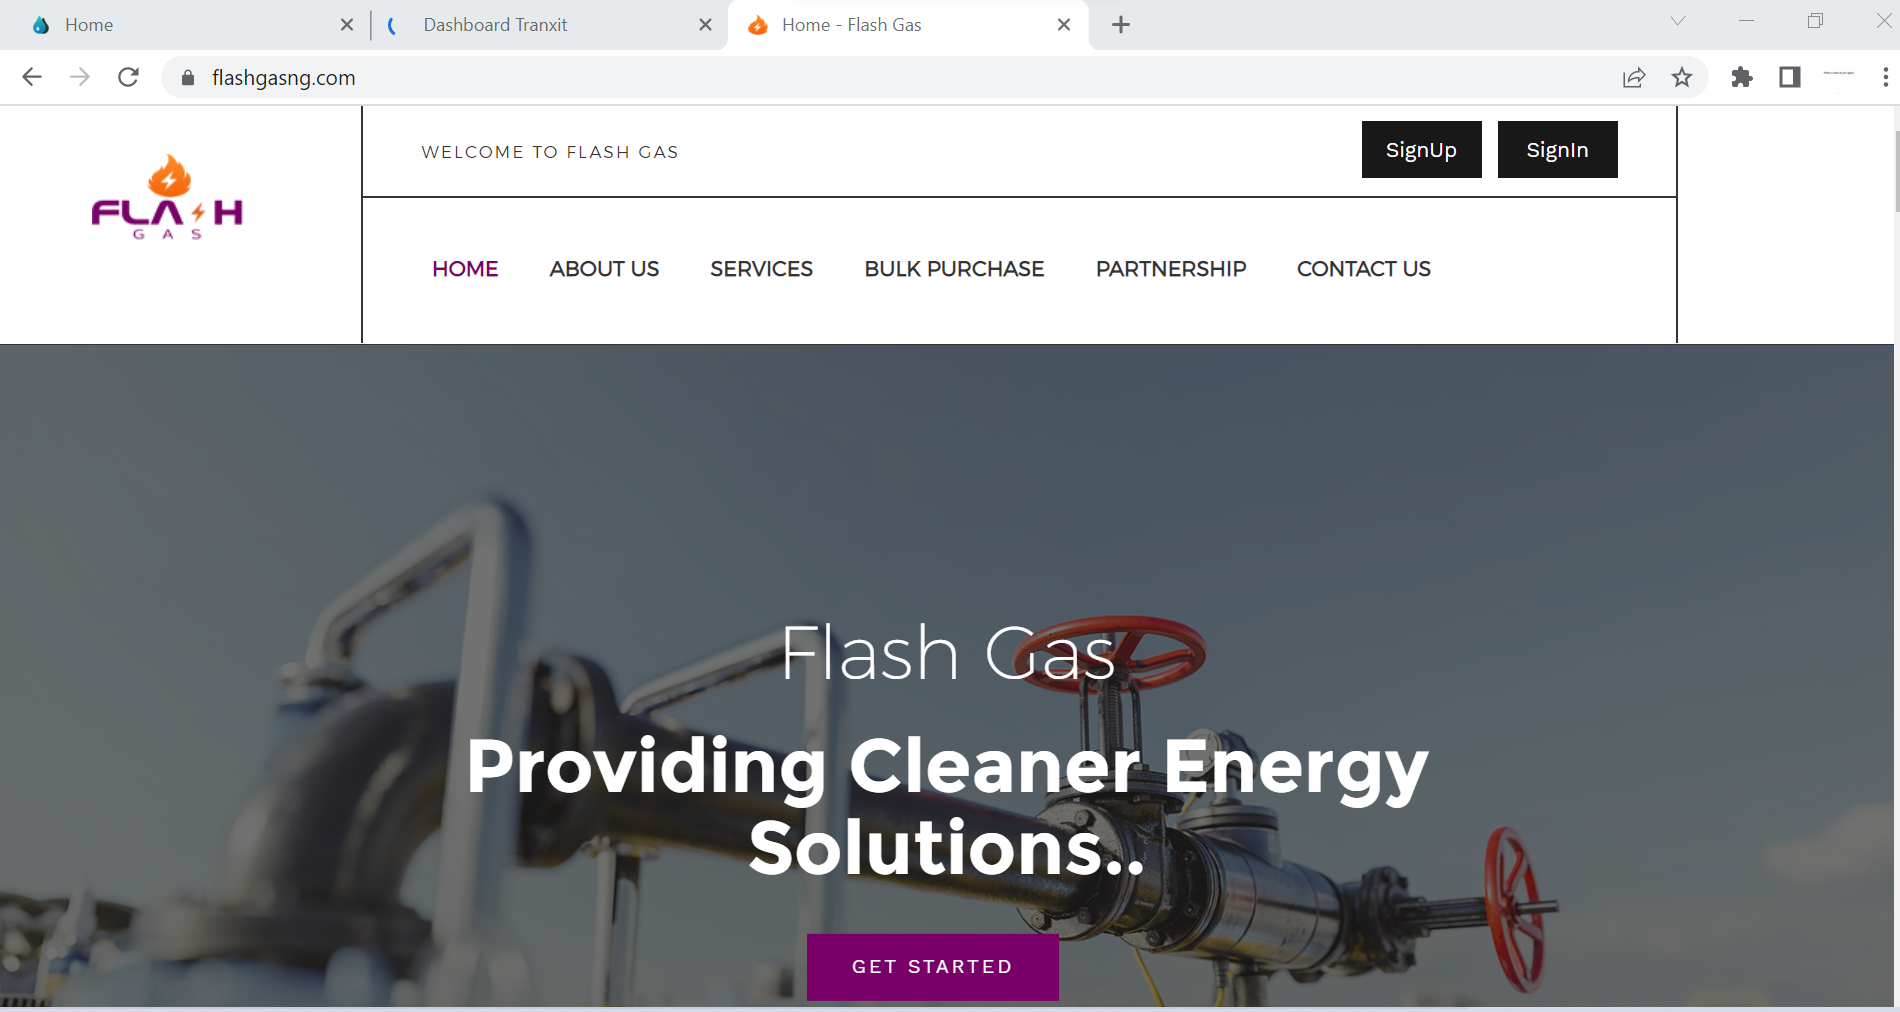 Home
Dashboard Tranxit
Home - Flash Gas
flashgasng.com
FLASH
GAS
WELCOME TO FLASH GAS
SignUp
SignIn
HOME
ABOUT US
SERVICES
BULK PURCHASE
PARTNERSHIP
CONTACT US
Flash Gas
Providing Cleaner Energy
Solutions..
GET STARTED